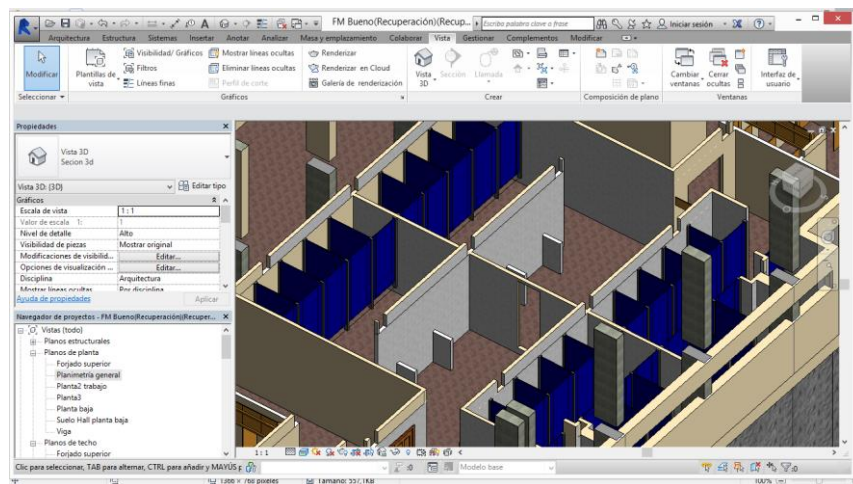 FM Bueno(Recuperación)(Recup...
Escriba palabra clave o frase
Iniciar sesión
Arquitectura Estructura Sistemas Insertar Anotar Analizar Masa y emplazamiento Colaborar Vista Gestionar Complementos Modificar
Modificar
Plantillas de vista
Visibilidad/ Gráficos
Filtros
Líneas finas
Mostrar líneas ocultas
Eliminar líneas ocultas
Perfil de corte
Renderizar
Renderizar en Cloud
Galería de renderización
Vista 3D
Sección
Llamada
Cambiar ventanas
Cerrar ocultas
Interfaz de usuario
Seleccionar
Gráficos
Crear
Composición de plano
Ventanas
Propiedades
Vista 3D
Secion 3d
Vista 3D: {3D}
Editar tipo
Gráficos
Escala de vista 1 : 1
Valor de escala 1: 1
Nivel de detalle Alto
Visibilidad de piezas Mostrar original
Modificaciones de visibilid... Editar...
Opciones de visualización ... Editar...
Disciplina Arquitectura
Mostrar líneas ocultas Por disciplina
Ayuda de propiedades Aplicar
Navegador de proyectos - FM Bueno(Recuperación)(Recuper...
Vistas (todo)
Planos estructurales
Planos de planta
Forjado superior
Planimetría general
Planta2 trabajo
Planta3
Planta baja
Suelo Hall planta baja
Viga
Planos de techo
Forjado superior
1 : 1
Clic para seleccionar, TAB para alternar, CTRL para añadir y MAYÚS p
:0
Modelo base
:0
1366 × 768 píxeles
Tamaño: 557,1KB
100%